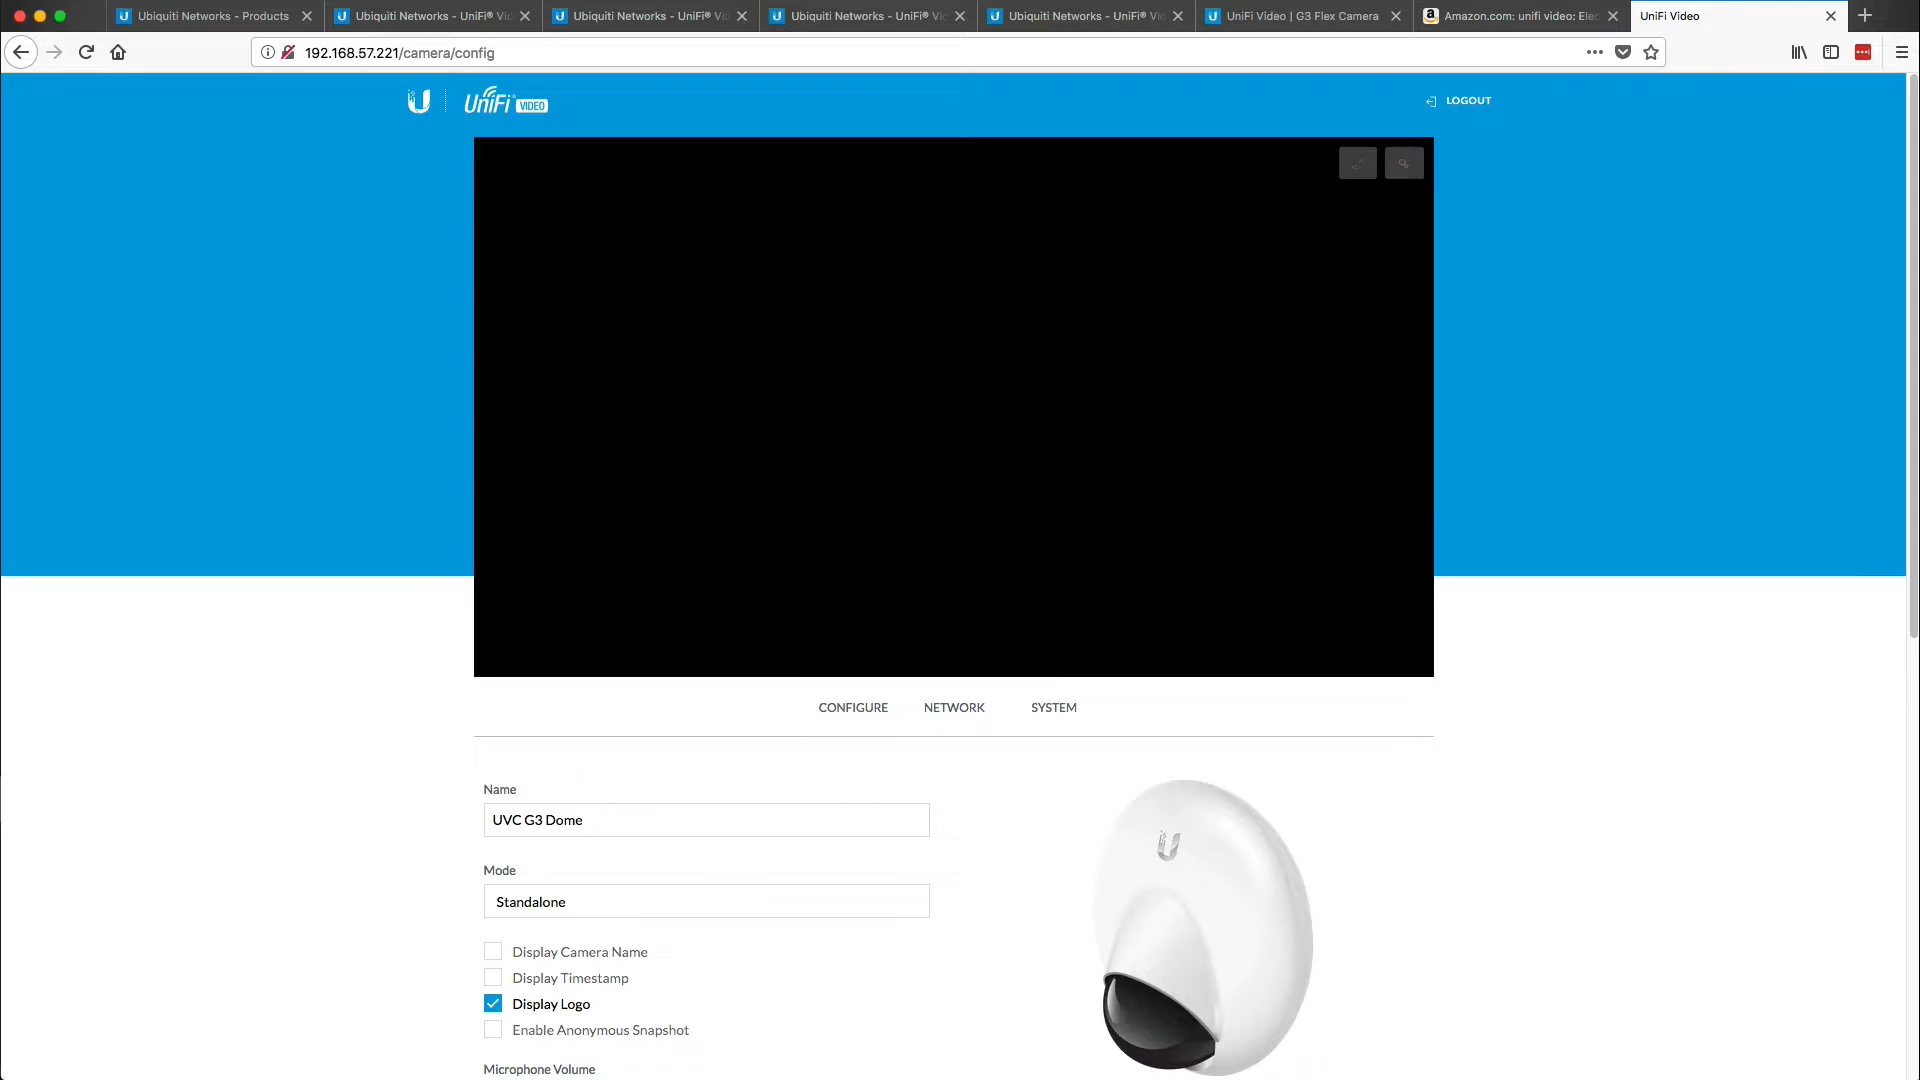 Ubiquiti Networks - Products
Ubiquiti Networks - UniFi® Vi
Ubiquiti Networks - UniFi® Vi
Ubiquiti Networks - UniFi® Vi
Ubiquiti Networks - UniFi® Vi
UniFi Video | G3 Flex Camera
Amazon.com: unifi video: Elec
UniFi Video
192.168.57.221/camera/config
UniFi VIDEO
LOGOUT
CONFIGURE
NETWORK
SYSTEM
Name
UVC G3 Dome
Mode
Standalone
Display Camera Name
Display Timestamp
Display Logo
Enable Anonymous Snapshot
Microphone Volume